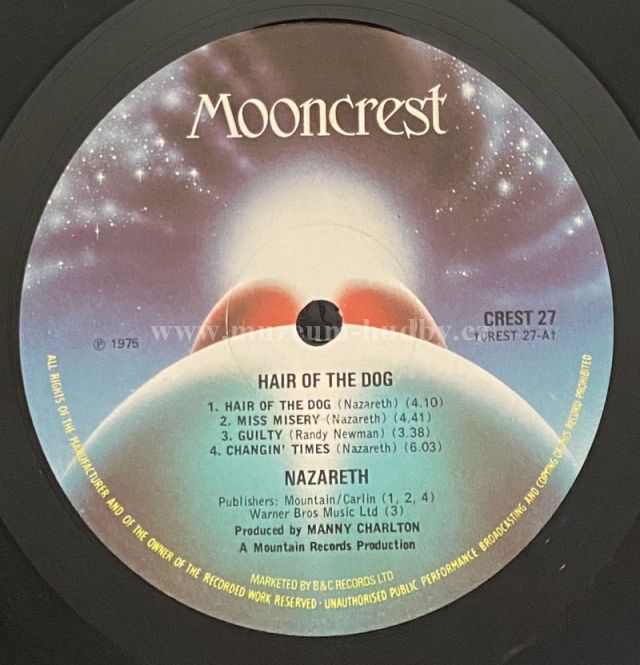 Mooncrest
CREST 27
†CREST 27-A†
℗ 1975
www.muzeum-hudby.cz
HAIR OF THE DOG
1. HAIR OF THE DOG (Nazareth) (4.10)
2. MISS MISERY (Nazareth) (4.41)
3. GUILTY (Randy Newman) (3.38)
4. CHANGIN' TIMES (Nazareth) (6.03)
NAZARETH
Publishers: Mountain/Carlin (1, 2, 4)
Warner Bros Music Ltd (3)
Produced by MANNY CHARLTON
A Mountain Records Production
MARKETED BY B&C RECORDS LTD
ALL RIGHTS OF THE MANUFACTURER AND OF THE OWNER OF THE RECORDED WORK RESERVED · UNAUTHORISED PUBLIC PERFORMANCE BROADCASTING AND COPYING OF THIS RECORD PROHIBITED